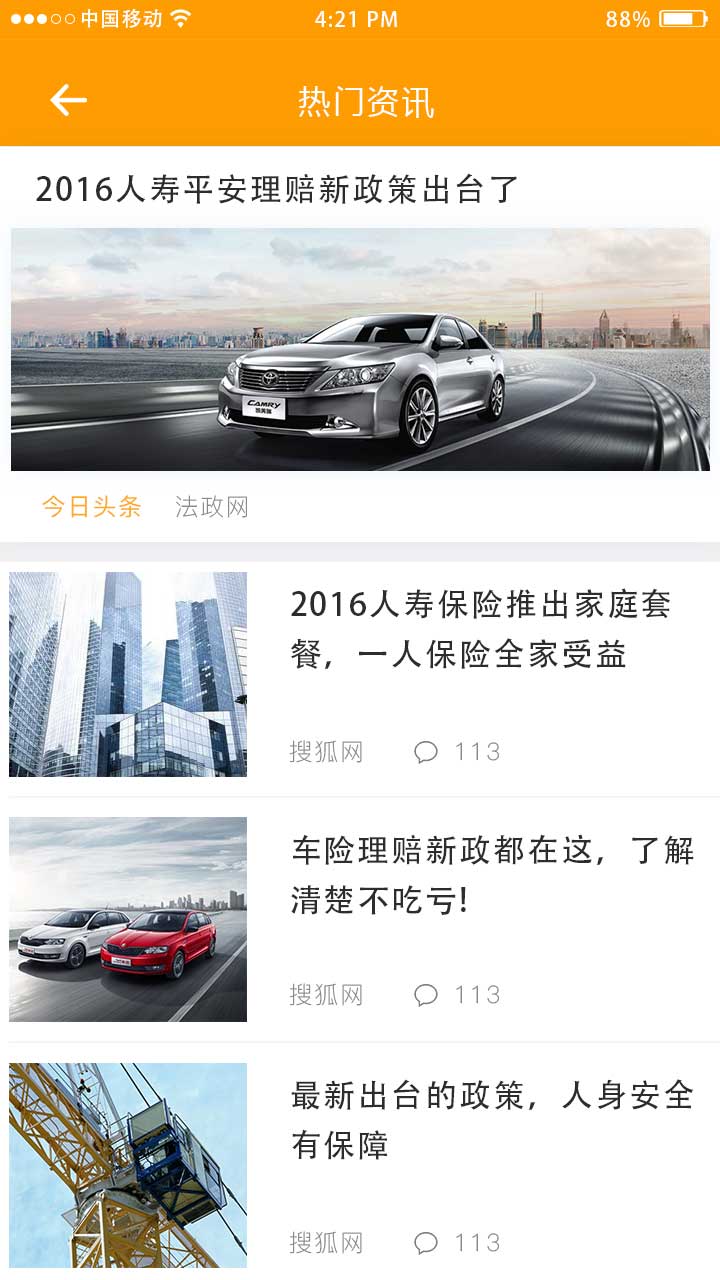 中国移动
4:21 PM
88%
热门资讯
2016人寿平安理赔新政策出台了
CAMRY
凯美瑞
今日头条 法政网
2016人寿保险推出家庭套
餐，一人保险全家受益
搜狐网 113
车险理赔新政都在这，了解
清楚不吃亏!
搜狐网 113
最新出台的政策，人身安全
有保障
搜狐网 113